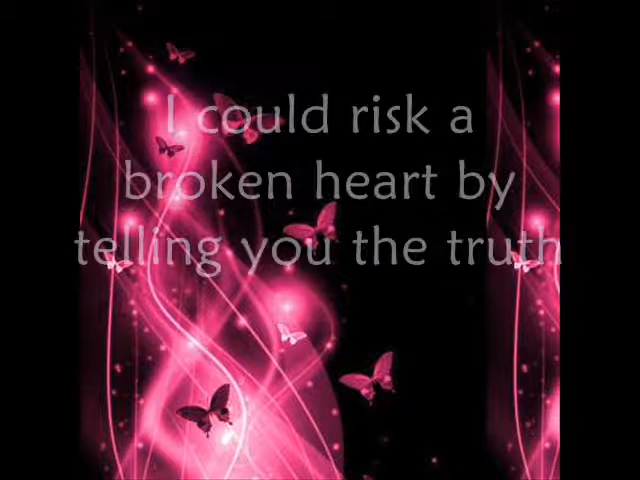 I could risk a
broken heart by
telling you the truth